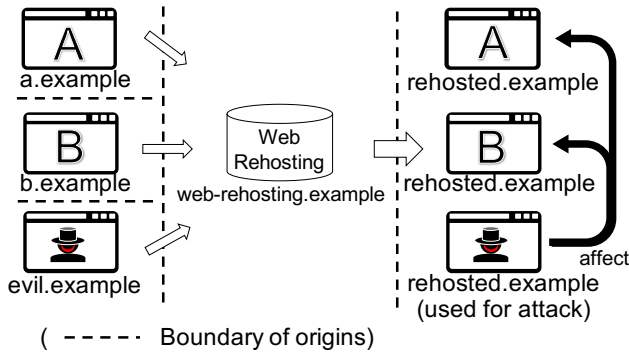 A
a.example
B
b.example
evil.example
Web
Rehosting
web-rehosting.example
A
rehosted.example
B
rehosted.example
affect
rehosted.example
(used for attack)
( ----- Boundary of origins)